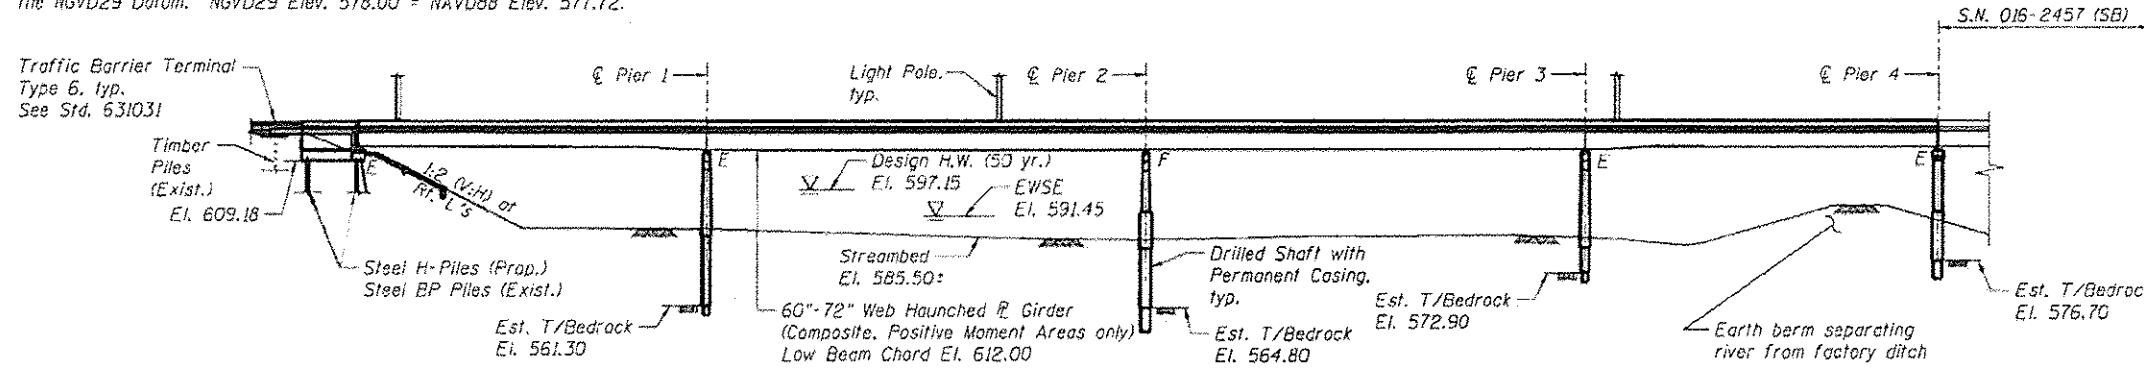 The NGVD29 Datum. NGVD29 Elev. 578.00 = NAVD88 Elev. 577.72.
S.N. 016-2457 (SB)
Traffic Barrier Terminal
Type 6, typ.
See Std. 631031
℄ Pier 1
Light Pole,
typ.
℄ Pier 2
℄ Pier 3
℄ Pier 4
Timber
Piles
(Exist.)
El. 609.18
E
1:2 (V:H) at
Rt. L's
E
Design H.W. (50 yr.)
El. 597.15
EWSE
El. 591.45
F
E
E
Steel H-Piles (Prop.)
Steel BP Piles (Exist.)
Streambed
El. 585.50±
Drilled Shaft with
Permanent Casing,
typ.
Est. T/Bedrock
El. 561.30
60"-72" Web Haunched ℙL Girder
(Composite, Positive Moment Areas only)
Low Beam Chord El. 612.00
Est. T/Bedrock
El. 564.80
Est. T/Bedrock
El. 572.90
Earth berm separating
river from factory ditch
Est. T/Bedroc
El. 576.70